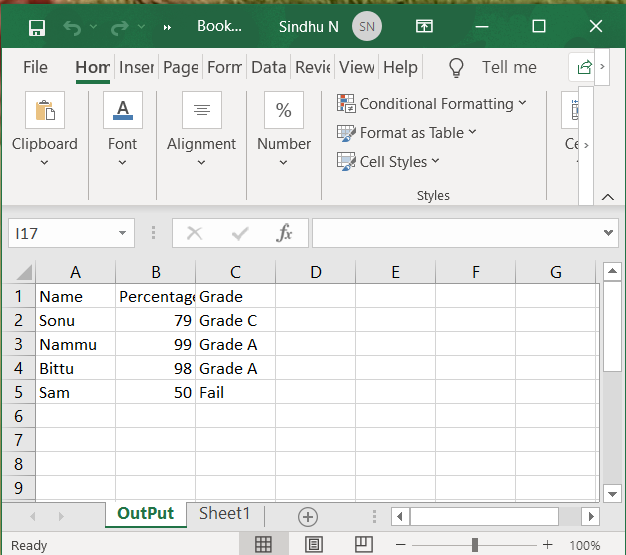 Book... Sindhu N SN
File Hom Inser Page Form Data Revie View Help Tell me
Conditional Formatting
Format as Table
Cell Styles
Clipboard Font Alignment Number Ce
Styles
I17 fx
A B C D E F G
1 Name Percentage Grade
2 Sonu 79 Grade C
3 Nammu 99 Grade A
4 Bittu 98 Grade A
5 Sam 50 Fail
6
7
8
9
OutPut Sheet1
Ready 100%